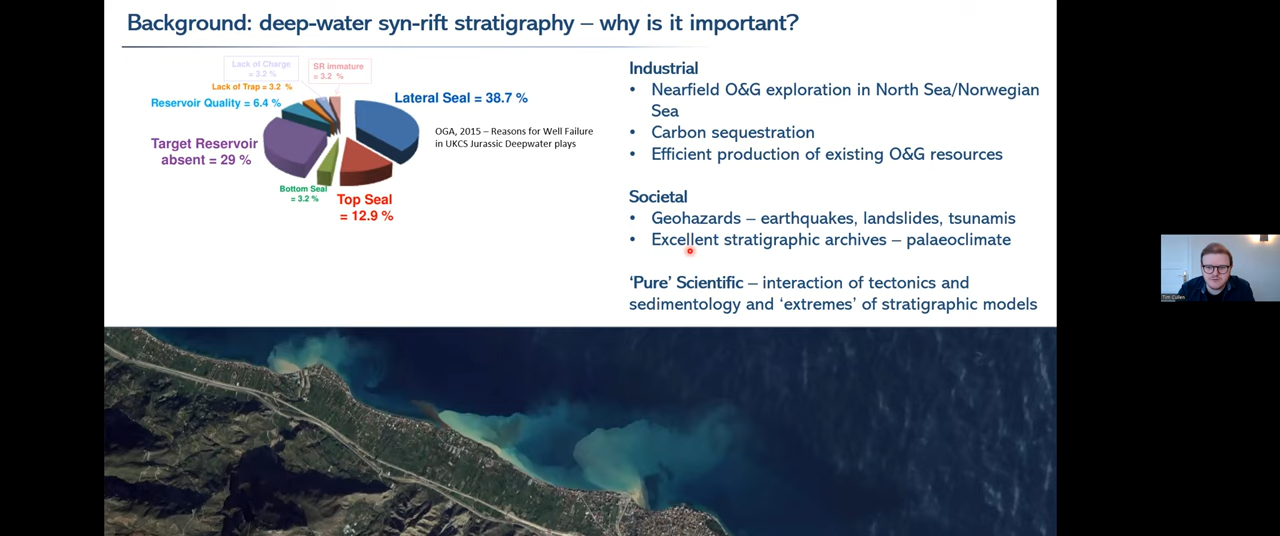 Background: deep-water syn-rift stratigraphy – why is it important?
Lack of Charge
= 3.2 %
SR immature
= 3.2 %
Lack of Trap = 3.2 %
Reservoir Quality = 6.4 %
Lateral Seal = 38.7 %
Target Reservoir
absent = 29 %
Bottom Seal
= 3.2 %
Top Seal
= 12.9 %
OGA, 2015 – Reasons for Well Failure
in UKCS Jurassic Deepwater plays
Industrial
• Nearfield O&G exploration in North Sea/Norwegian
Sea
• Carbon sequestration
• Efficient production of existing O&G resources
Societal
• Geohazards – earthquakes, landslides, tsunamis
• Excellent stratigraphic archives – palaeoclimate
‘Pure’ Scientific – interaction of tectonics and
sedimentology and ‘extremes’ of stratigraphic models
Tim Cullen